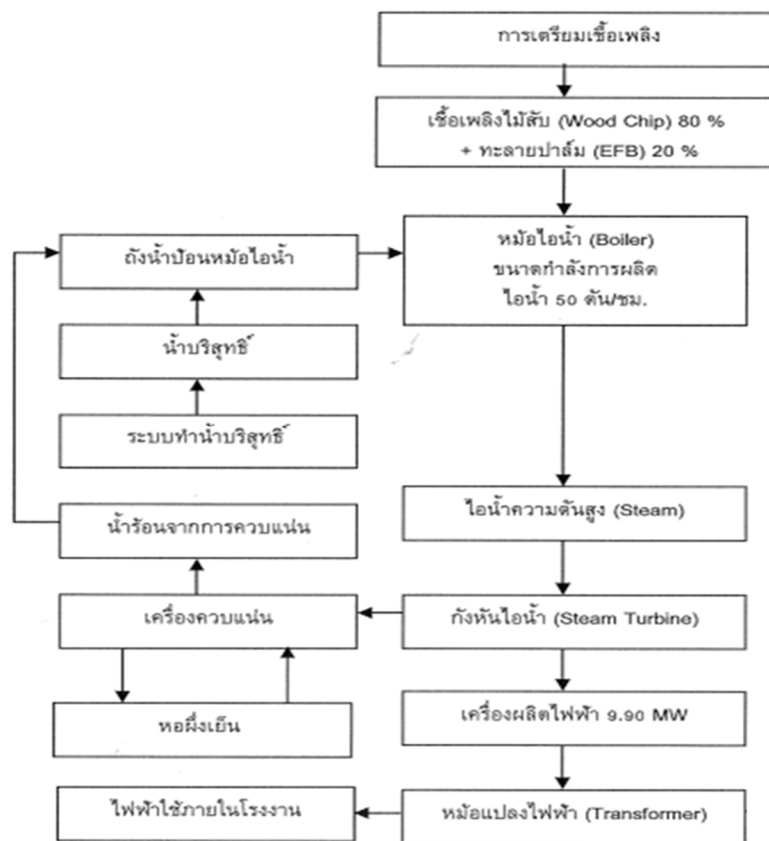 การเตรียมเชื้อเพลิง
เชื้อเพลิงไม้สับ (Wood Chip) 80 %
+ ทะลายปาล์ม (EFB) 20 %
ถังน้ำป้อนหม้อไอน้ำ
หม้อไอน้ำ (Boiler)
ขนาดกำลังการผลิต
ไอน้ำ 50 ตัน/ชม.
น้ำบริสุทธิ์
ระบบทำน้ำบริสุทธิ์
ไอน้ำความดันสูง (Steam)
น้ำร้อนจากการควบแน่น
เครื่องควบแน่น
กังหันไอน้ำ (Steam Turbine)
หอผึ่งเย็น
เครื่องผลิตไฟฟ้า 9.90 MW
ไฟฟ้าใช้ภายในโรงงาน
หม้อแปลงไฟฟ้า (Transformer)